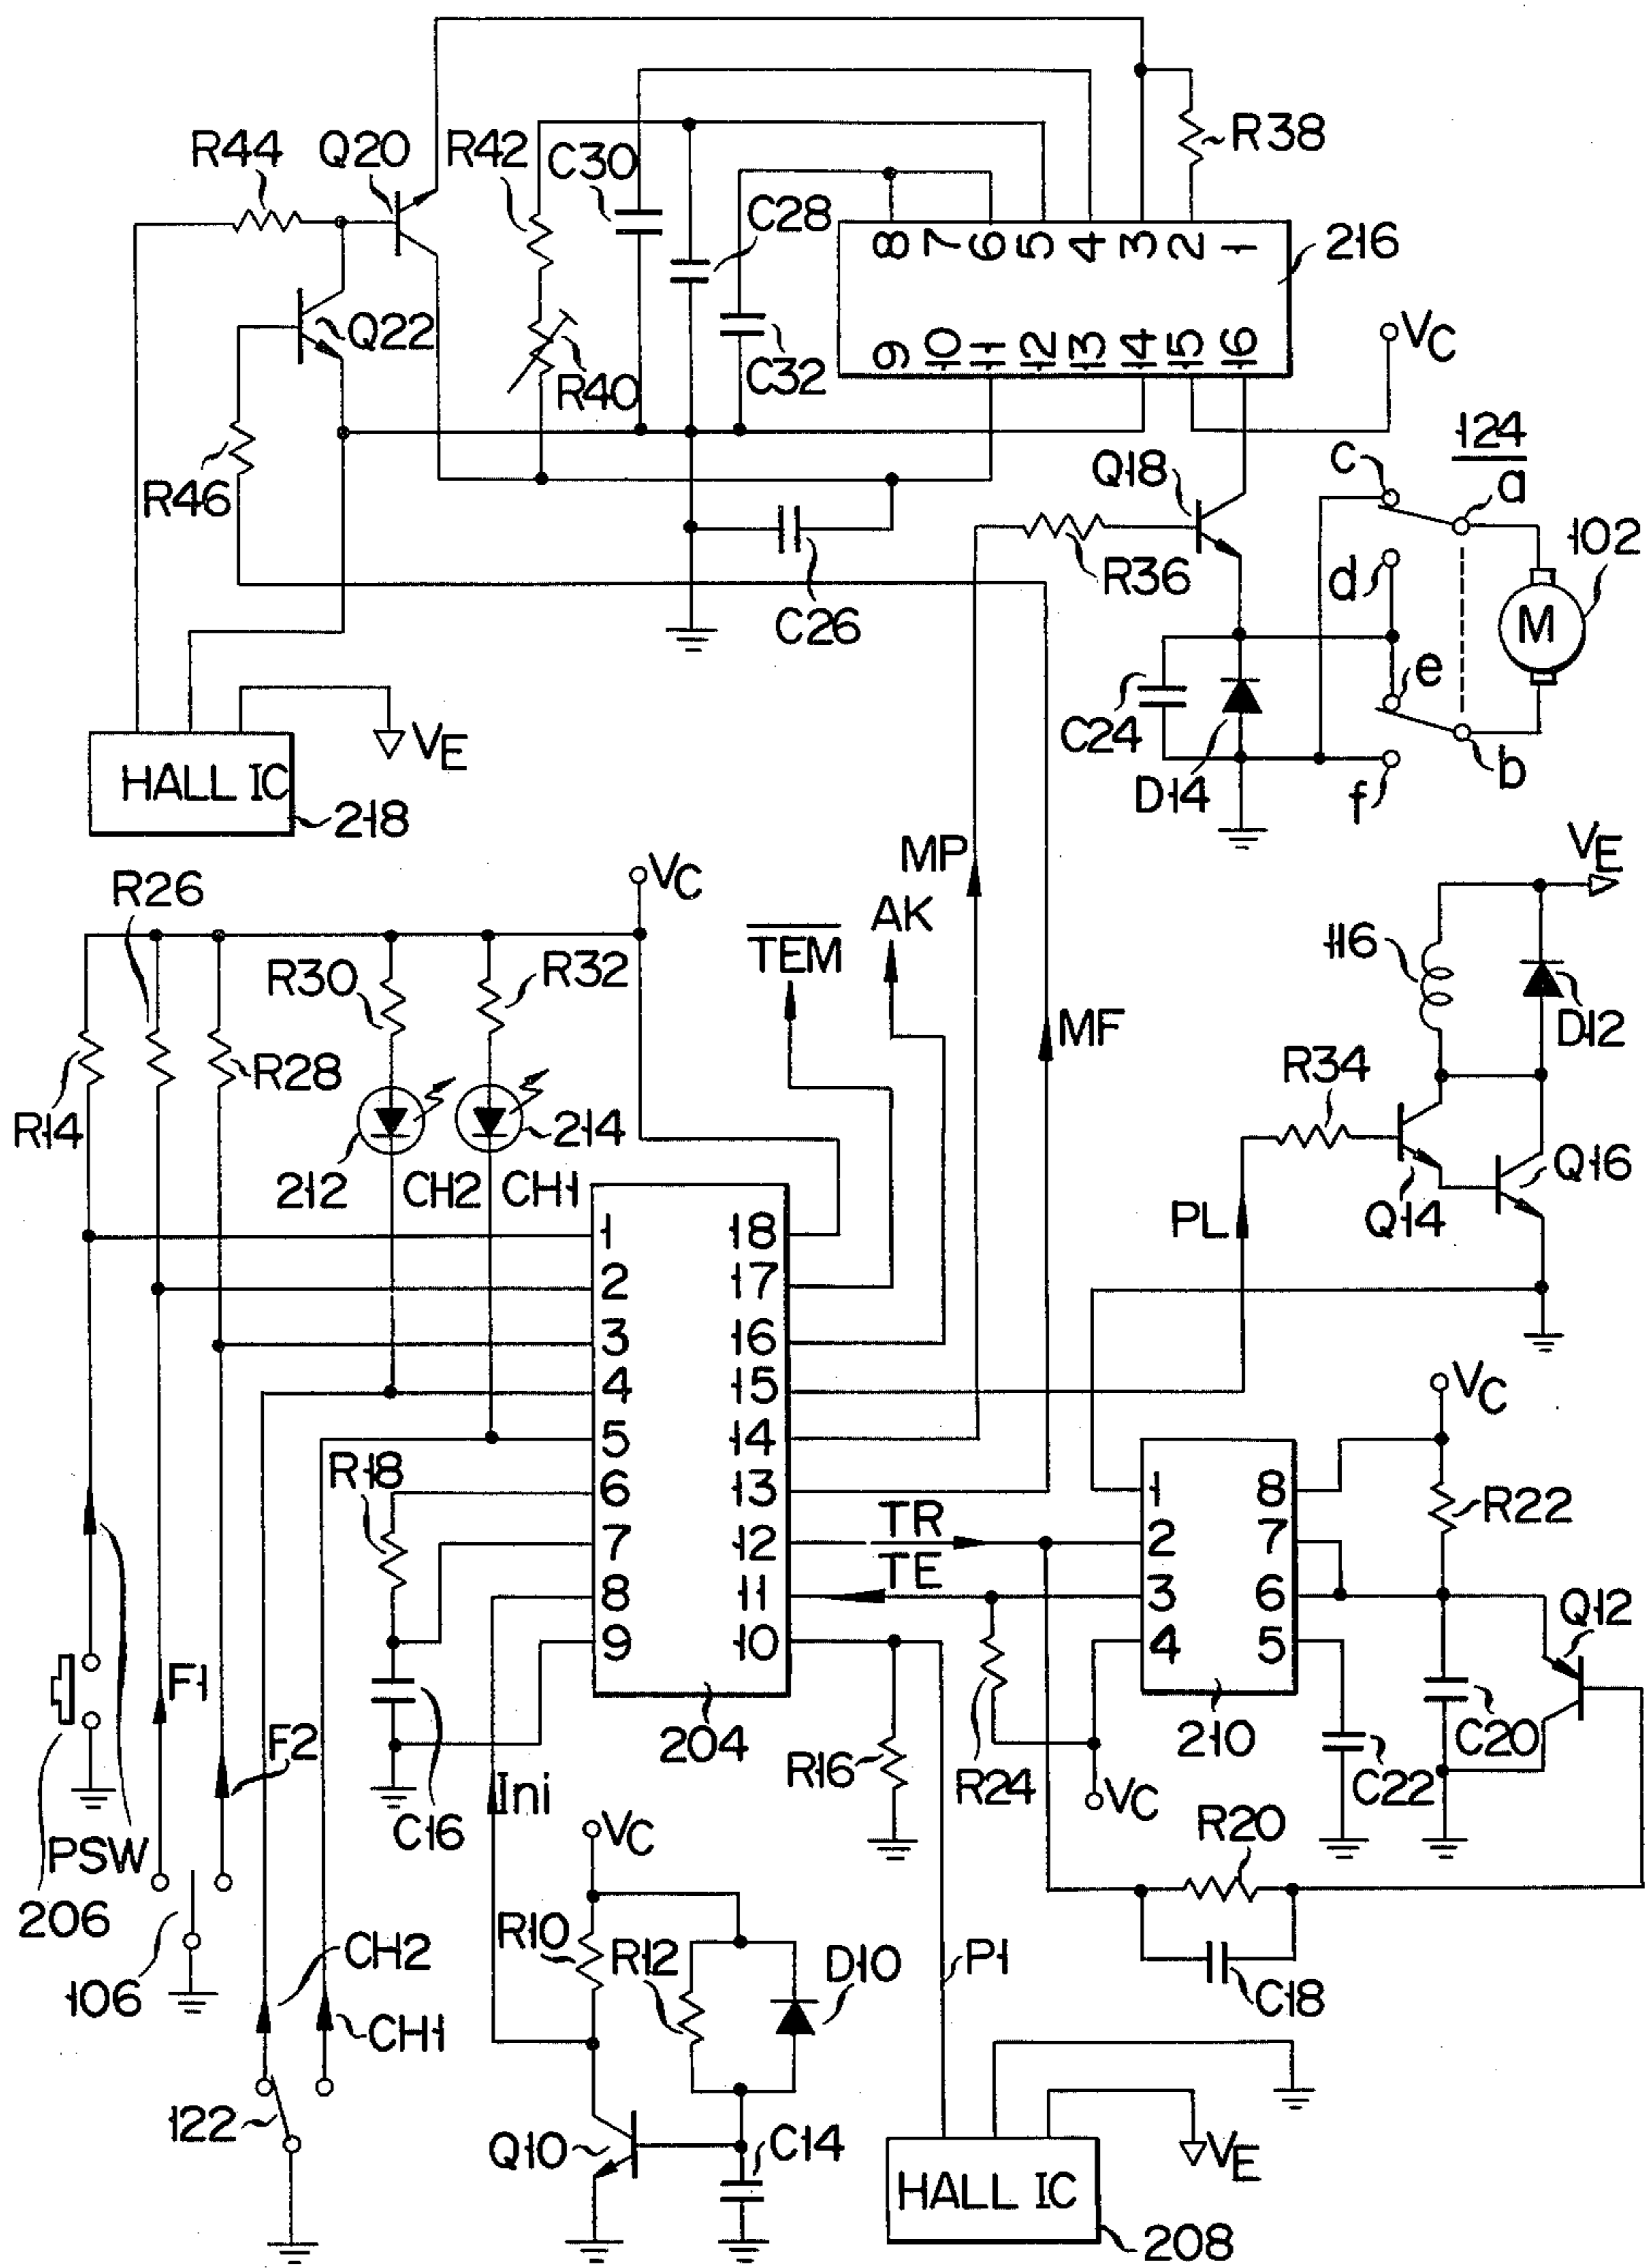 R44
Q20
R42
C30
C28
R38
8 7 6 5 4 3 2 1
216
9 10 11 12 13 14 15 16
Q22
R40
C32
VC
R46
124
c
a
Q18
102
R36
d
C26
M
e
C24
VE
D14
f
b
HALL IC
218
MP
VC
VE
R26
AK
TEM
116
R30
R32
D12
MF
R28
R34
R14
214
212
CH2
CH1
Q16
Q14
PL
1
2
3
4
5
6
7
8
9
18
17
16
15
14
13
12
11
10
204
R18
VC
TR
TE
1
2
3
4
8
7
6
5
210
R22
Q12
F1
F2
R16
R24
C22
C20
PSW
C16
Ini
VC
VC
R20
206
R10
R12
D10
P1
C18
106
CH2
CH1
122
Q10
C14
VE
HALL IC
208